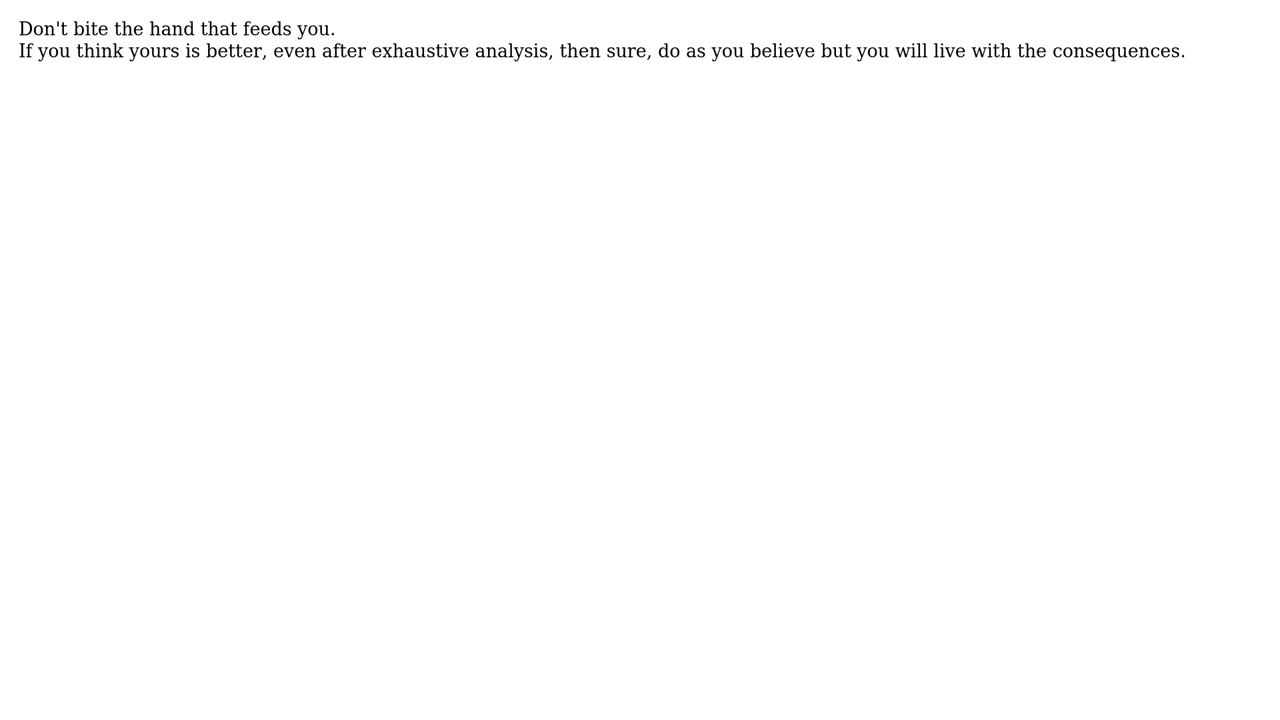 Don't bite the hand that feeds you.
If you think yours is better, even after exhaustive analysis, then sure, do as you believe but you will live with the consequences.